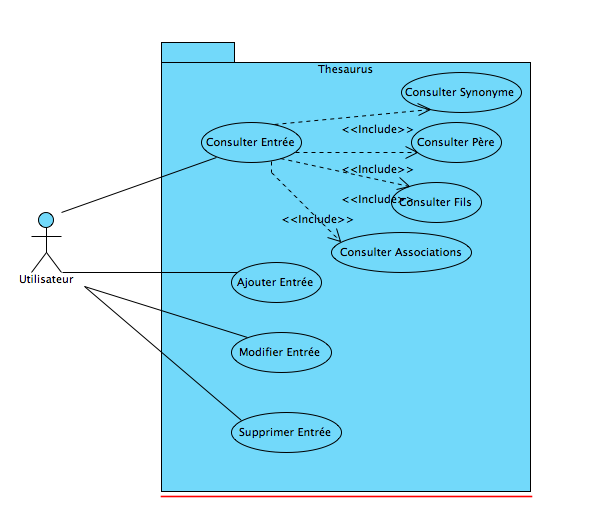 Thesaurus
Consulter Synonyme
<<Include>>
Consulter Entrée
Consulter Père
<<Include>>
<<Include>>
Consulter Fils
<<Include>>
Consulter Associations
Utilisateur
Ajouter Entrée
Modifier Entrée
Supprimer Entrée